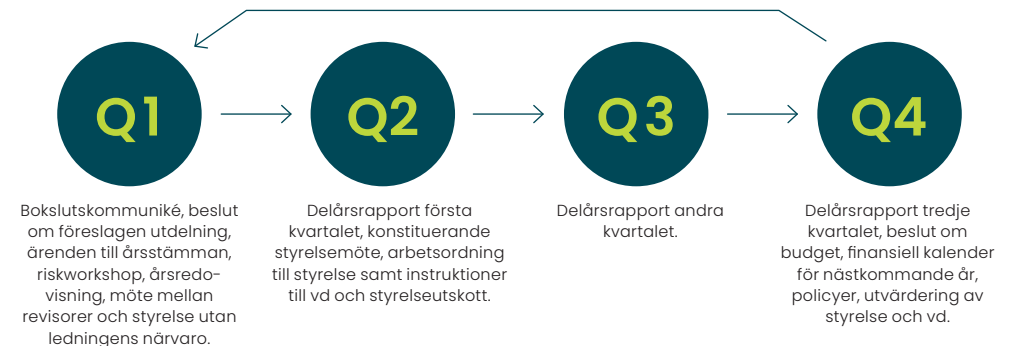 Q1
Bokslutskommuniké, beslut
om föreslagen utdelning,
ärenden till årsstämman,
riskworkshop, årsredo-
visning, möte mellan
revisorer och styrelse utan
ledningens närvaro.
Q2
Delårsrapport första
kvartalet, konstituerande
styrelsemöte, arbetsordning
till styrelse samt instruktioner
till vd och styrelseutskott.
Q3
Delårsrapport andra
kvartalet.
Q4
Delårsrapport tredje
kvartalet, beslut om
budget, finansiell kalender
för nästkommande år,
policyer, utvärdering av
styrelse och vd.